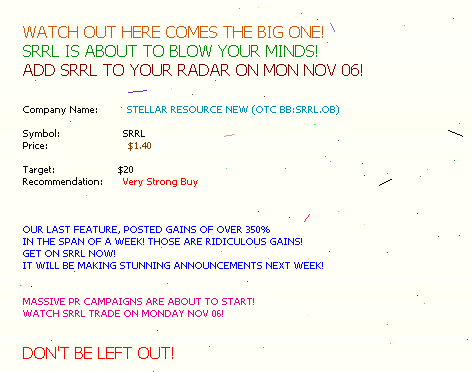 WATCH OUT HERE COMES THE BIG ONE!
SRRL IS ABOUT TO BLOW YOUR MINDS!
ADD SRRL TO YOUR RADAR ON MON NOV 06!
Company Name: STELLAR RESOURCE NEW (OTC BB:SRRL.OB)
Symbol: SRRL
Price: $1.40
Target: $20
Recommendation: Very Strong Buy
OUR LAST FEATURE, POSTED GAINS OF OVER 350%
IN THE SPAN OF A WEEK! THOSE ARE RIDICULOUS GAINS!
GET ON SRRL NOW!
IT WILL BE MAKING STUNNING ANNOUNCEMENTS NEXT WEEK!
MASSIVE PR CAMPAIGNS ARE ABOUT TO START!
WATCH SRRL TRADE ON MONDAY NOV 06!
DON'T BE LEFT OUT!